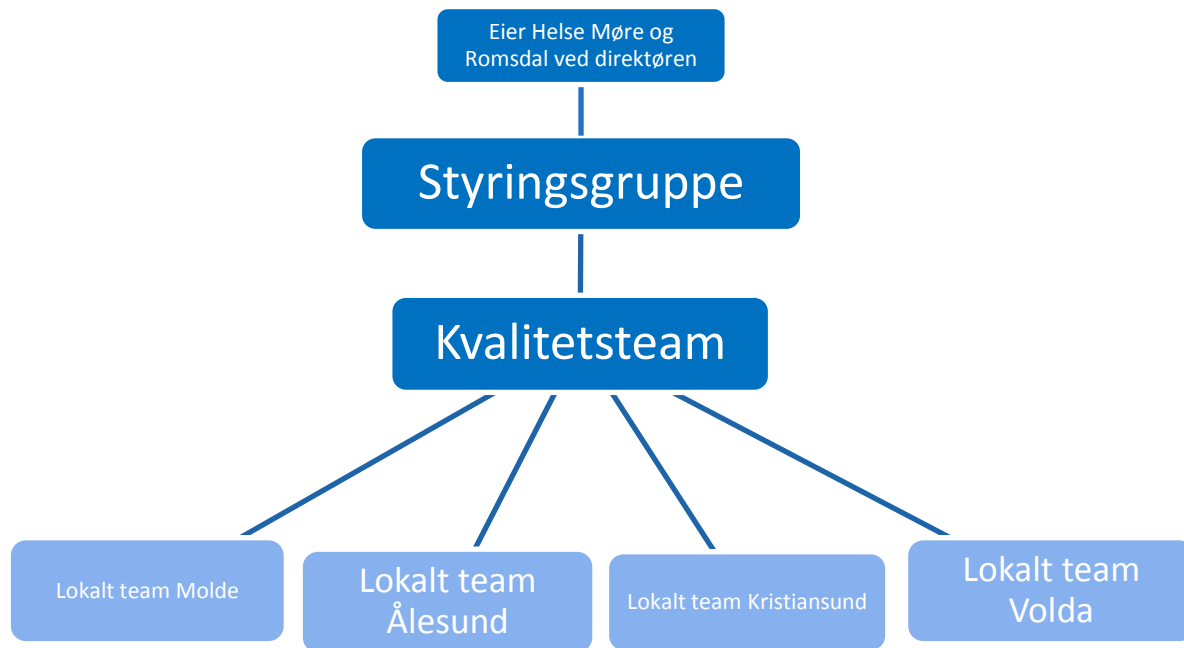 Eier Helse Møre og
Romsdal ved direktøren
Styringsgruppe
Kvalitetsteam
Lokalt team Molde
Lokalt team
Ålesund
Lokalt team Kristiansund
Lokalt team
Volda